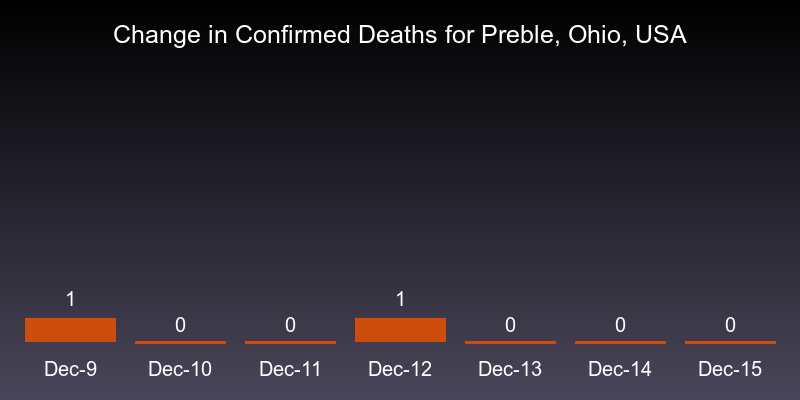 Change in Confirmed Deaths for Preble, Ohio, USA
1 0 0 1 0 0 0
Dec-9 Dec-10 Dec-11 Dec-12 Dec-13 Dec-14 Dec-15